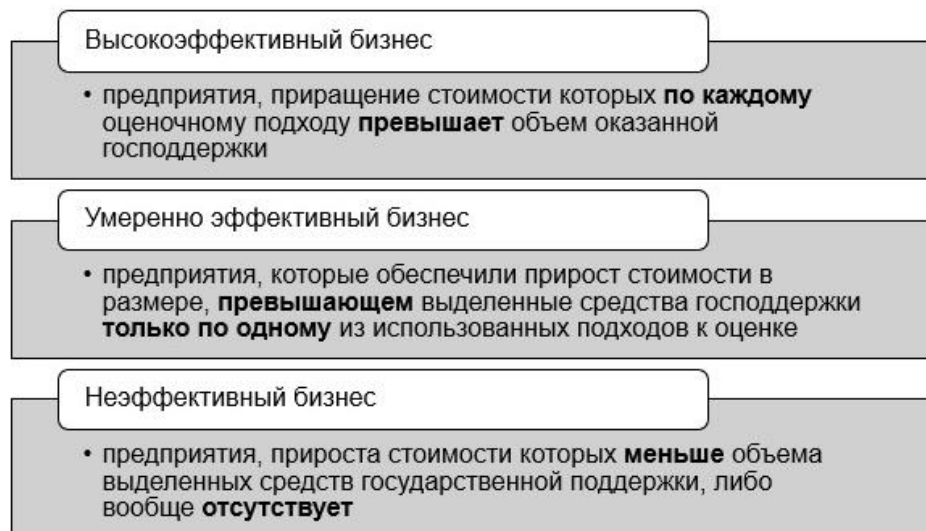 Высокоэффективный бизнес
• предприятия, приращение стоимости которых по каждому
оценочному подходу превышает объем оказанной
господдержки
Умеренно эффективный бизнес
• предприятия, которые обеспечили прирост стоимости в
размере, превышающем выделенные средства господдержки
только по одному из использованных подходов к оценке
Неэффективный бизнес
• предприятия, прироста стоимости которых меньше объема
выделенных средств государственной поддержки, либо
вообще отсутствует